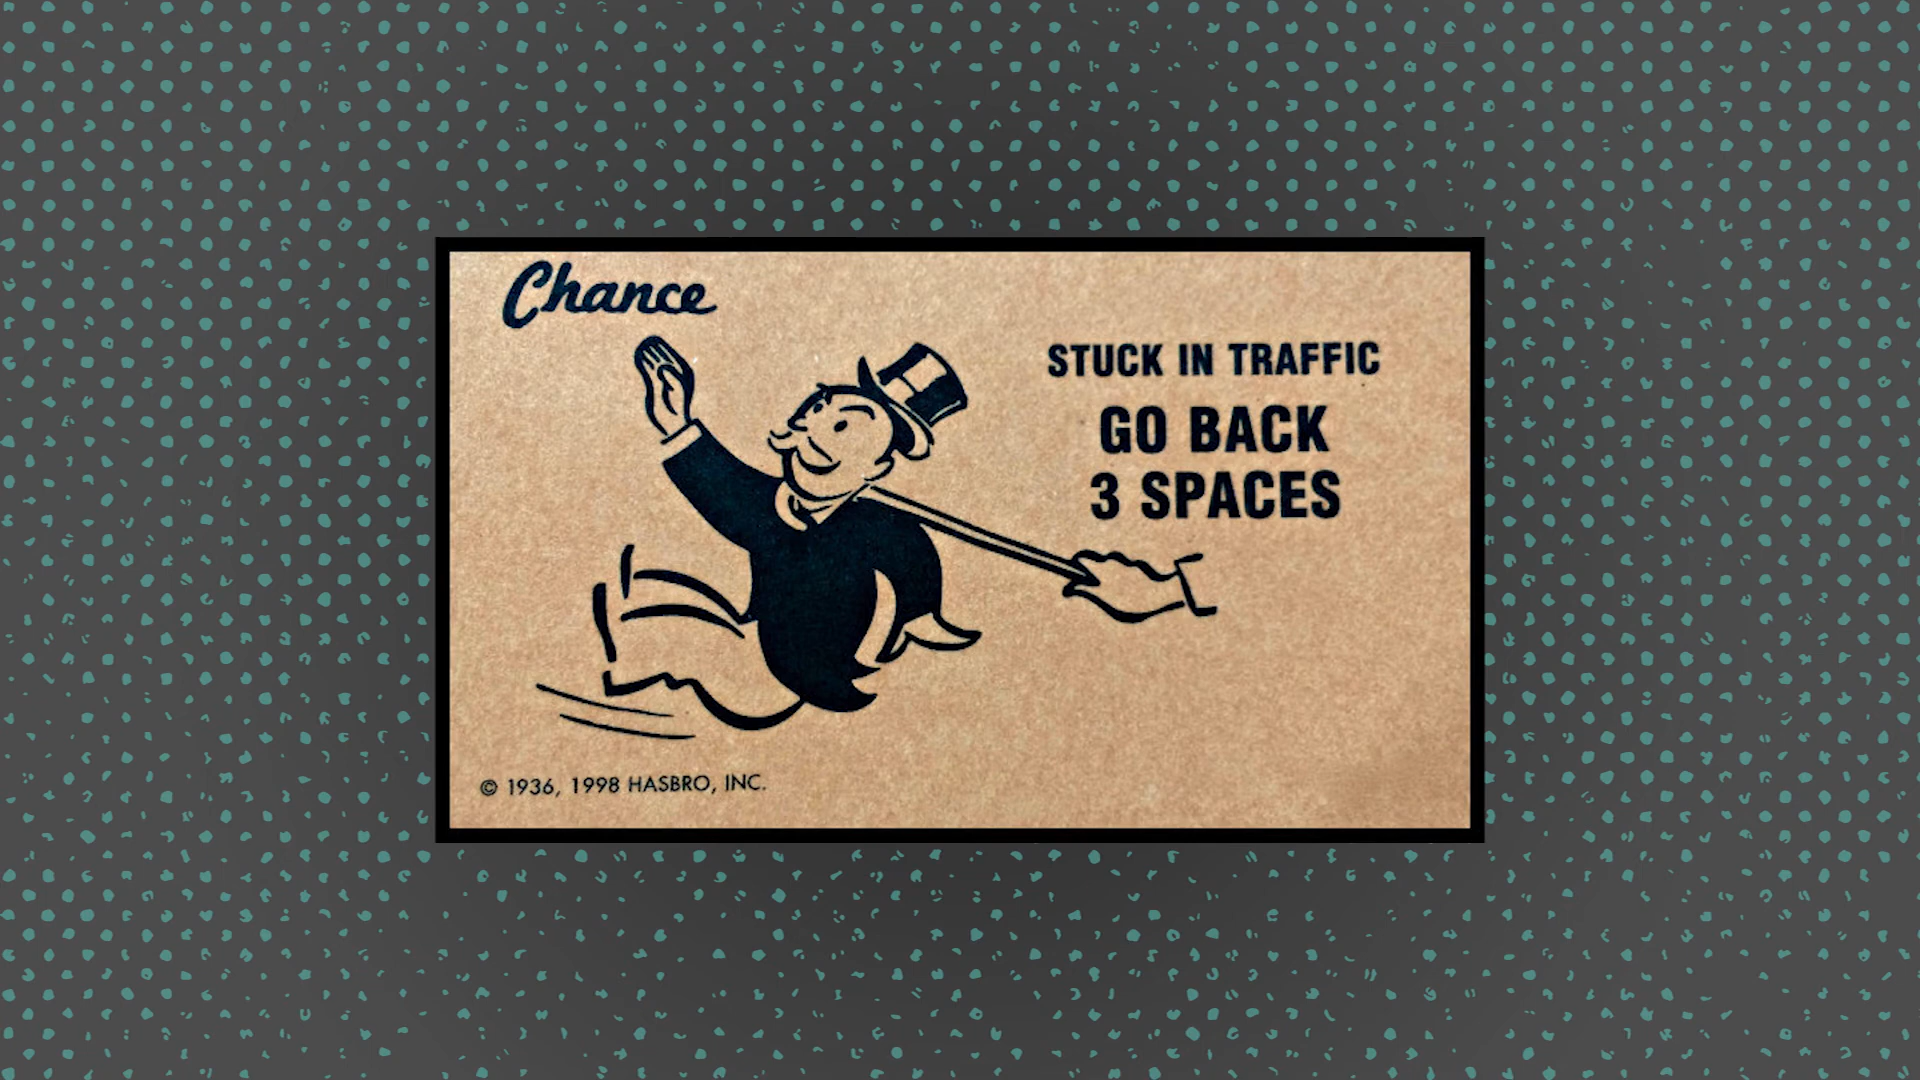 Chance
STUCK IN TRAFFIC
GO BACK
3 SPACES
© 1936, 1998 HASBRO, INC.